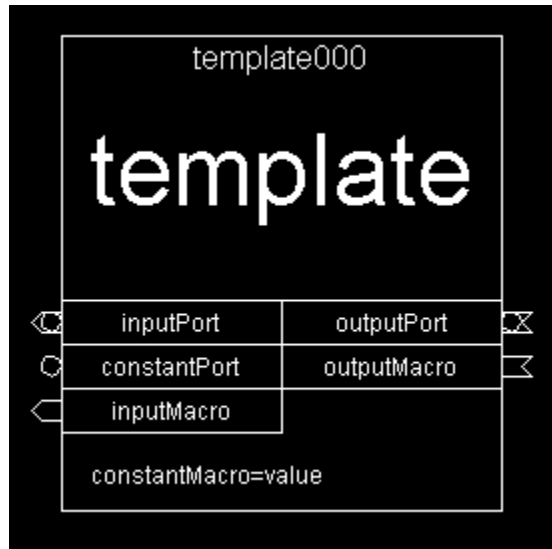 template000
template
inputPort outputPort
constantPort outputMacro
inputMacro
constantMacro=value